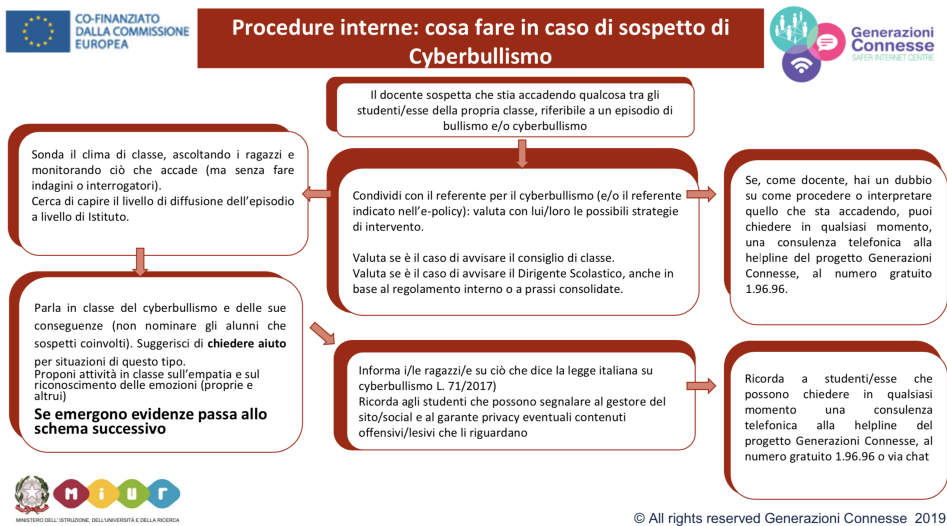 CO-FINANZIATO
DALLA COMMISSIONE
EUROPEA
Procedure interne: cosa fare in caso di sospetto di
Cyberbullismo
Generazioni
Connesse
SAFER INTERNET CENTRE
Il docente sospetta che stia accadendo qualcosa tra gli
studenti/esse della propria classe, riferibile a un episodio di
bullismo e/o cyberbullismo
Sonda il clima di classe, ascoltando i ragazzi e
monitorando ciò che accade (ma senza fare
indagini o interrogatori).
Cerca di capire il livello di diffusione dell'episodio
a livello di Istituto.
Condividi con il referente per il cyberbullismo (e/o il referente
indicato nell'e-policy): valuta con lui/loro le possibili strategie
di intervento.
Valuta se è il caso di avvisare il consiglio di classe.
Valuta se è il caso di avvisare il Dirigente Scolastico, anche in
base al regolamento interno o a prassi consolidate.
Se, come docente, hai un dubbio
su come procedere o interpretare
quello che sta accadendo, puoi
chiedere in qualsiasi momento,
una consulenza telefonica alla
helpline del progetto Generazioni
Connesse, al numero gratuito
1.96.96.
Parla in classe del cyberbullismo e delle sue
conseguenze (non nominare gli alunni che
sospetti coinvolti). Suggerisci di chiedere aiuto
per situazioni di questo tipo.
Proponi attività in classe sull'empatia e sul
riconoscimento delle emozioni (proprie e
altrui)
Se emergono evidenze passa allo
schema successivo
Informa i/le ragazzi/e su ciò che dice la legge italiana su
cyberbullismo L. 71/2017)
Ricorda agli studenti che possono segnalare al gestore del
sito/social e al garante privacy eventuali contenuti
offensivi/lesivi che li riguardano
Ricorda a studenti/esse che
possono chiedere in qualsiasi
momento una consulenza
telefonica alla helpline del
progetto Generazioni Connesse, al
numero gratuito 1.96.96 o via chat
m i u r
MINISTERO DELL' ISTRUZIONE, DELL'UNIVERSITÀ E DELLA RICERCA
© All rights reserved Generazioni Connesse 2019